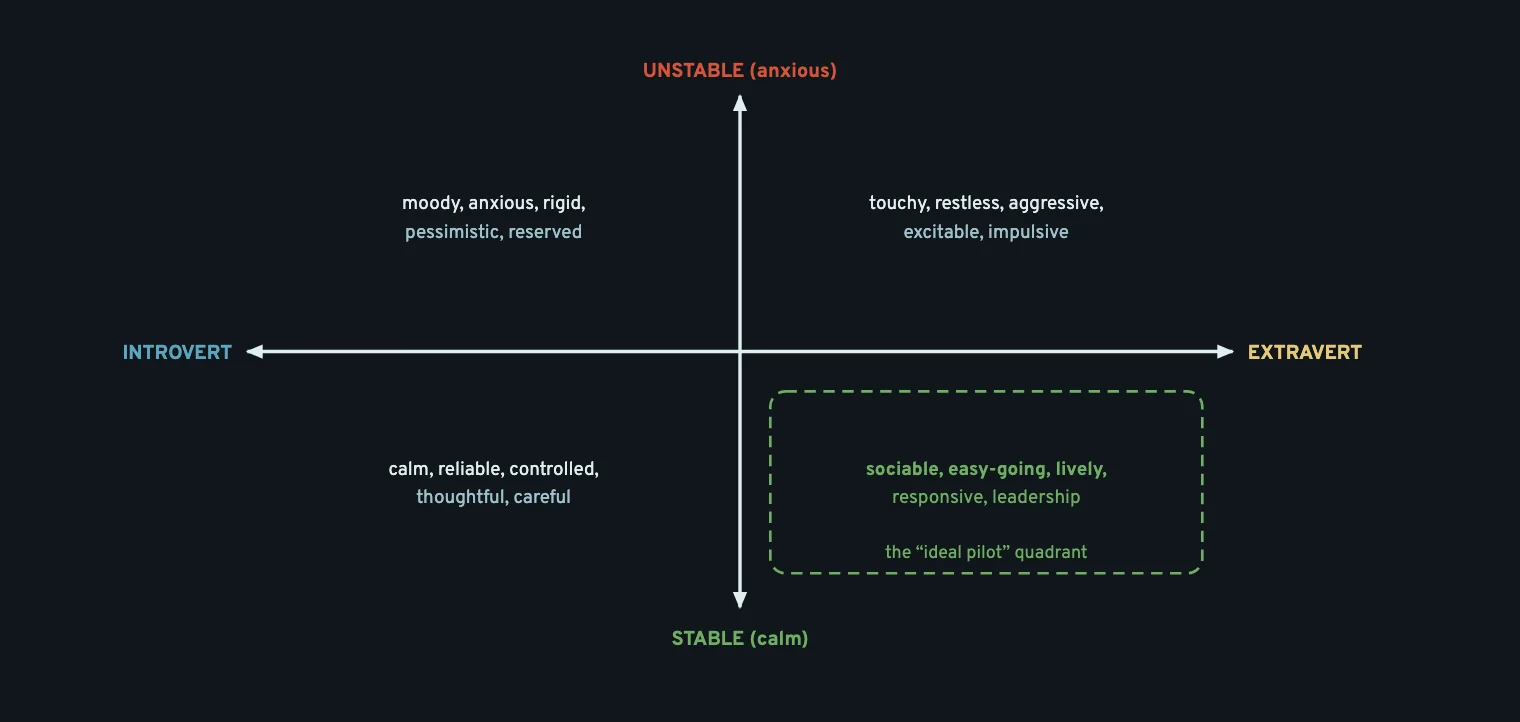 UNSTABLE (anxious)
moody, anxious, rigid,
pessimistic, reserved
touchy, restless, aggressive,
excitable, impulsive
INTROVERT
EXTRAVERT
calm, reliable, controlled,
thoughtful, careful
sociable, easy-going, lively,
responsive, leadership
the “ideal pilot” quadrant
STABLE (calm)